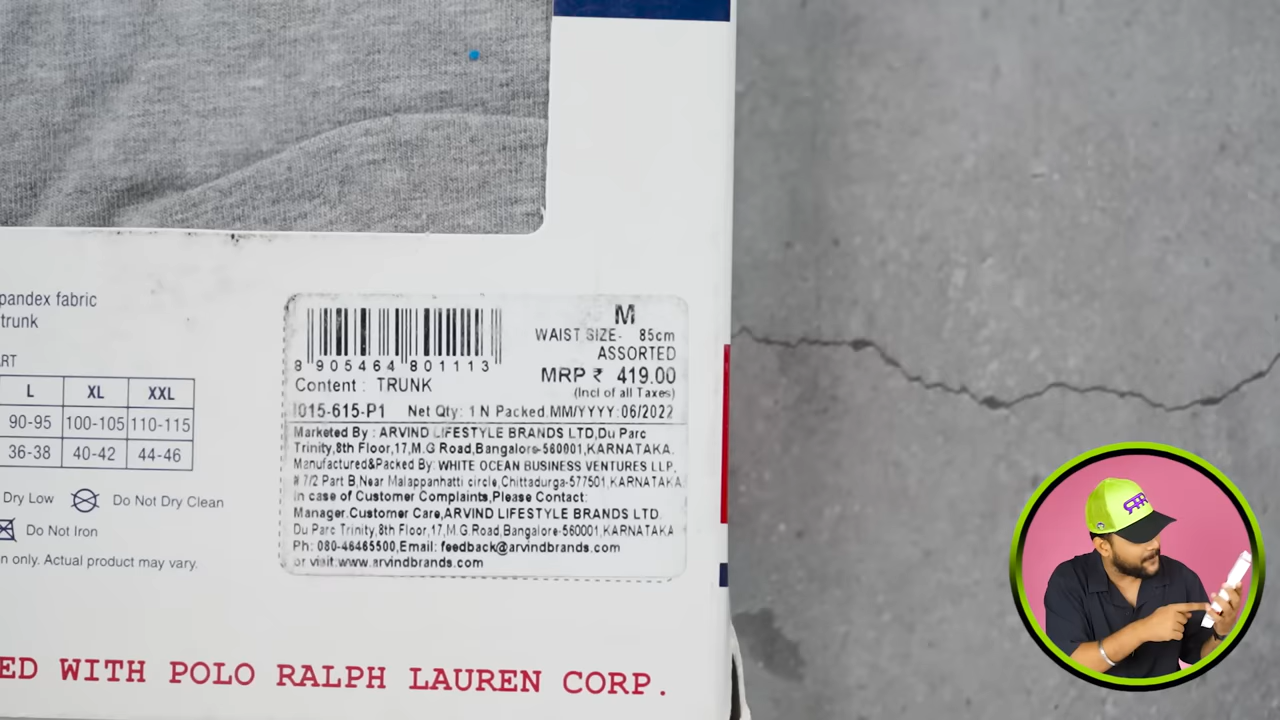 pandex fabric
trunk
ART
L XL XXL
90-95 100-105 110-115
36-38 40-42 44-46
Dry Low Do Not Dry Clean
Do Not Iron
n only. Actual product may vary.
8 905464 801113
Content : TRUNK
M
WAIST SIZE- 85cm
ASSORTED
MRP ₹ 419.00
(Incl of all Taxes)
I015-615-P1 Net Qty: 1 N Packed.MM/YYYY:06/2022
Marketed By : ARVIND LIFESTYLE BRANDS LTD,Du Parc
Trinity,8th Floor,17,M.G Road,Bangalore-560001,KARNATAKA.
Manufactured&Packed By: WHITE OCEAN BUSINESS VENTURES LLP,
# 7/2 Part B,Near Malappanhatti circle,Chittadurga-577501,KARNATAKA
In case of Customer Complaints,Please Contact:
Manager.Customer Care,ARVIND LIFESTYLE BRANDS LTD.
Du Parc Trinity,8th Floor,17,M.G.Road,Bangalore-560001,KARNATAKA
Ph: 080-46465500,Email: feedback@arvindbrands.com
or visit:www.arvindbrands.com
ED WITH POLO RALPH LAUREN CORP.